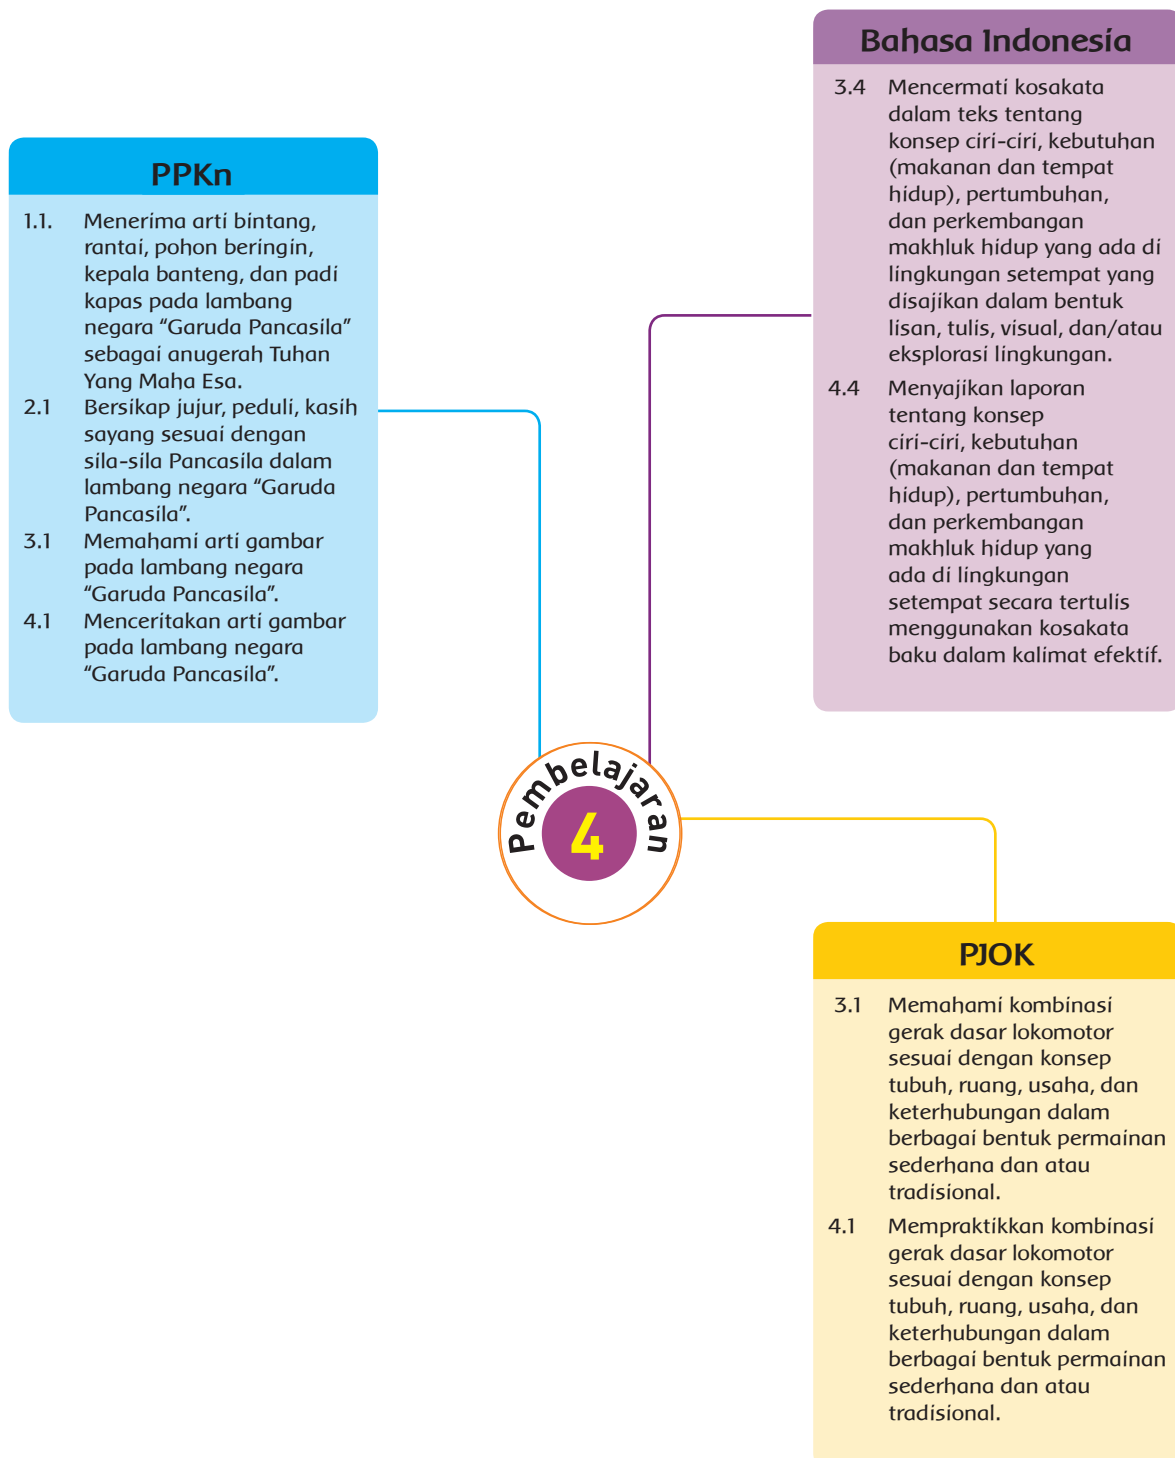 PPKn
1.1. Menerima arti bintang,
rantai, pohon beringin,
kepala banteng, dan padi
kapas pada lambang
negara “Garuda Pancasila”
sebagai anugerah Tuhan
Yang Maha Esa.
2.1 Bersikap jujur, peduli, kasih
sayang sesuai dengan
sila-sila Pancasila dalam
lambang negara “Garuda
Pancasila”.
3.1 Memahami arti gambar
pada lambang negara
“Garuda Pancasila”.
4.1 Menceritakan arti gambar
pada lambang negara
“Garuda Pancasila”.
Bahasa Indonesia
3.4 Mencermati kosakata
dalam teks tentang
konsep ciri-ciri, kebutuhan
(makanan dan tempat
hidup), pertumbuhan,
dan perkembangan
makhluk hidup yang ada di
lingkungan setempat yang
disajikan dalam bentuk
lisan, tulis, visual, dan/atau
eksplorasi lingkungan.
4.4 Menyajikan laporan
tentang konsep
ciri-ciri, kebutuhan
(makanan dan tempat
hidup), pertumbuhan,
dan perkembangan
makhluk hidup yang
ada di lingkungan
setempat secara tertulis
menggunakan kosakata
baku dalam kalimat efektif.
Pembelajaran
4
PJOK
3.1 Memahami kombinasi
gerak dasar lokomotor
sesuai dengan konsep
tubuh, ruang, usaha, dan
keterhubungan dalam
berbagai bentuk permainan
sederhana dan atau
tradisional.
4.1 Mempraktikkan kombinasi
gerak dasar lokomotor
sesuai dengan konsep
tubuh, ruang, usaha, dan
keterhubungan dalam
berbagai bentuk permainan
sederhana dan atau
tradisional.